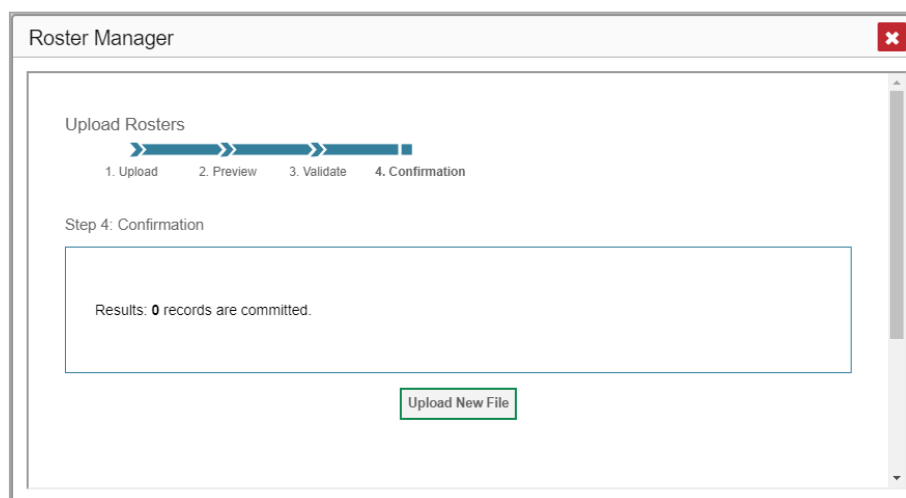 Roster Manager
Upload Rosters
1. Upload 2. Preview 3. Validate 4. Confirmation
Step 4: Confirmation
Results: 0 records are committed.
Upload New File